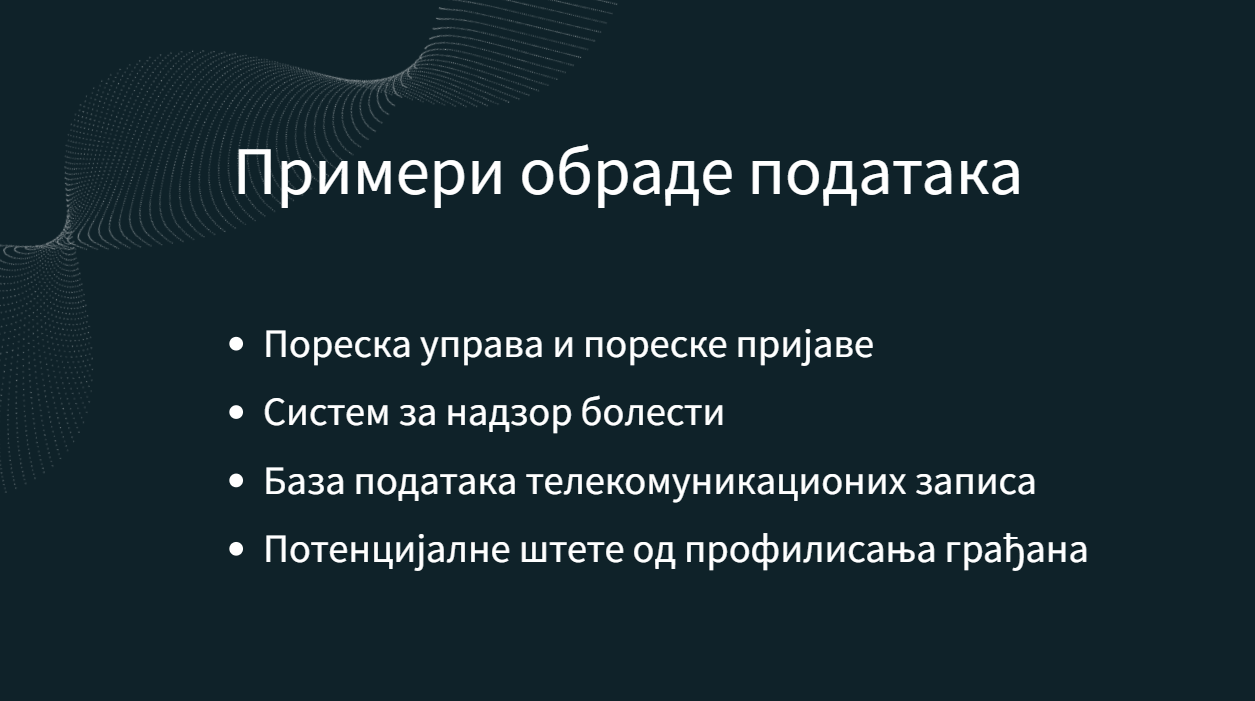 Примери обраде података
• Пореска управа и пореске пријаве
• Систем за надзор болести
• База података телекомуникационих записа
• Потенцијалне штете од профилисања грађана